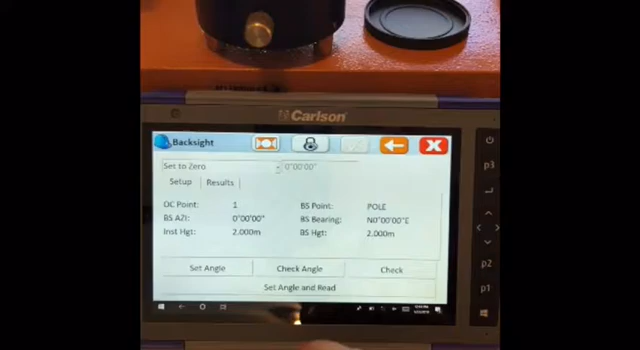 Carlson
Backsight
Set to Zero 0°00'00"
p3
Setup Results
OC Point: 1 BS Point: POLE
BS AZI: 0°00'00" BS Bearing: N0°00'00"E
Inst Hgt: 2.000m BS Hgt: 2.000m
Set Angle Check Angle Check
p2
Set Angle and Read
p1